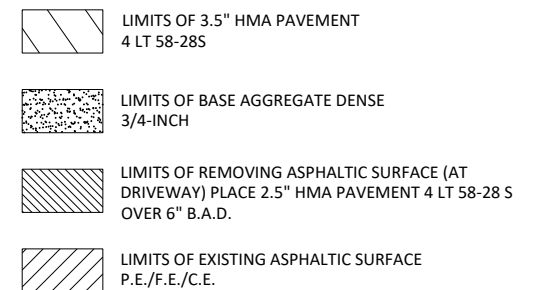 LIMITS OF 3.5" HMA PAVEMENT
4 LT 58-28S
LIMITS OF BASE AGGREGATE DENSE
3/4-INCH
LIMITS OF REMOVING ASPHALTIC SURFACE (AT
DRIVEWAY) PLACE 2.5" HMA PAVEMENT 4 LT 58-28 S
OVER 6" B.A.D.
LIMITS OF EXISTING ASPHALTIC SURFACE
P.E./F.E./C.E.